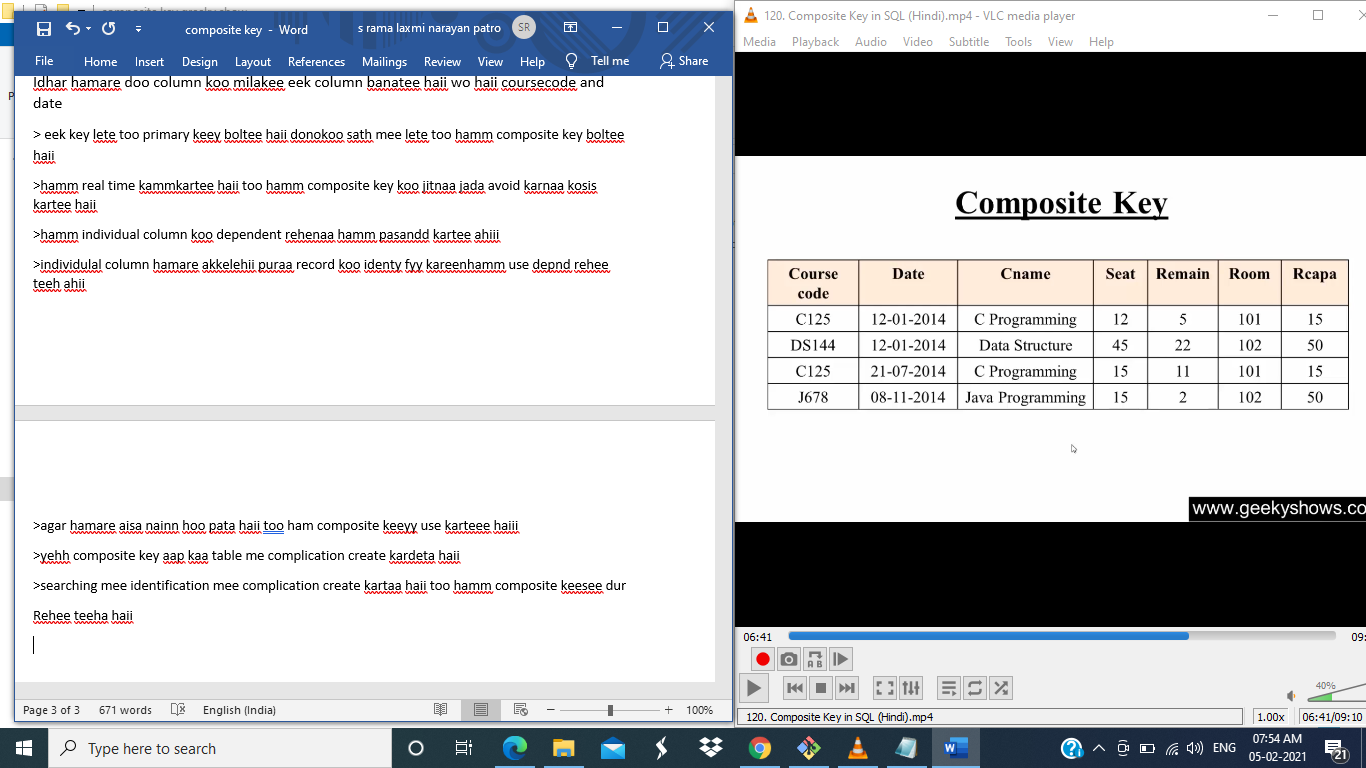 composite key - Word
s rama laxmi narayan patro
SR
File Home Insert Design Layout References Mailings Review View Help Tell me Share
Idhar hamare doo column koo milakee eek column banatee haii wo haii coursecode and
date
> eek key lete too primary keey boltee haii donokoo sath mee lete too hamm composite key boltee
haii
>hamm real time kammkartee haii too hamm composite key koo jitnaa jada avoid karnaa kosis
kartee haii
>hamm individual column koo dependent rehenaa hamm pasandd kartee ahiii
>individulal column hamare akkelehii puraa record koo identy fyy kareenhamm use depnd rehee
teeh ahii
>agar hamare aisa nainn hoo pata haii too ham composite keeyy use karteee haiii
>yehh composite key aap kaa table me complication create kardeta haii
>searching mee identification mee complication create kartaa haii too hamm composite keesee dur
Rehee teeha haii
Page 3 of 3 671 words English (India) 100%
120. Composite Key in SQL (Hindi).mp4 - VLC media player
Media Playback Audio Video Subtitle Tools View Help
Composite Key
Course code Date Cname Seat Remain Room Rcapa
C125 12-01-2014 C Programming 12 5 101 15
DS144 12-01-2014 Data Structure 45 22 102 50
C125 21-07-2014 C Programming 15 11 101 15
J678 08-11-2014 Java Programming 15 2 102 50
www.geekyshows.co
06:41 09:
A B
40%
120. Composite Key in SQL (Hindi).mp4 1.00x 06:41/09:10
Type here to search
ENG
07:54 AM
05-02-2021
21